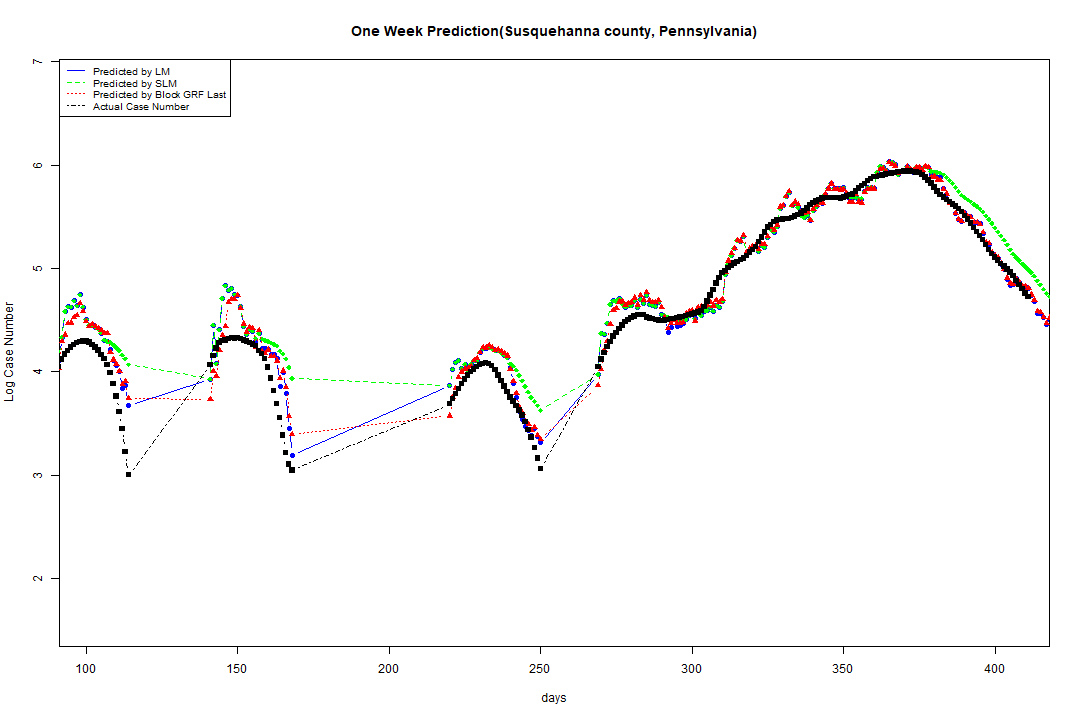 One Week Prediction(Susquehanna county, Pennsylvania)
Predicted by LM
Predicted by SLM
Predicted by Block GRF Last
Actual Case Number
Log Case Number
7
6
5
4
3
2
100 150 200 250 300 350 400
days